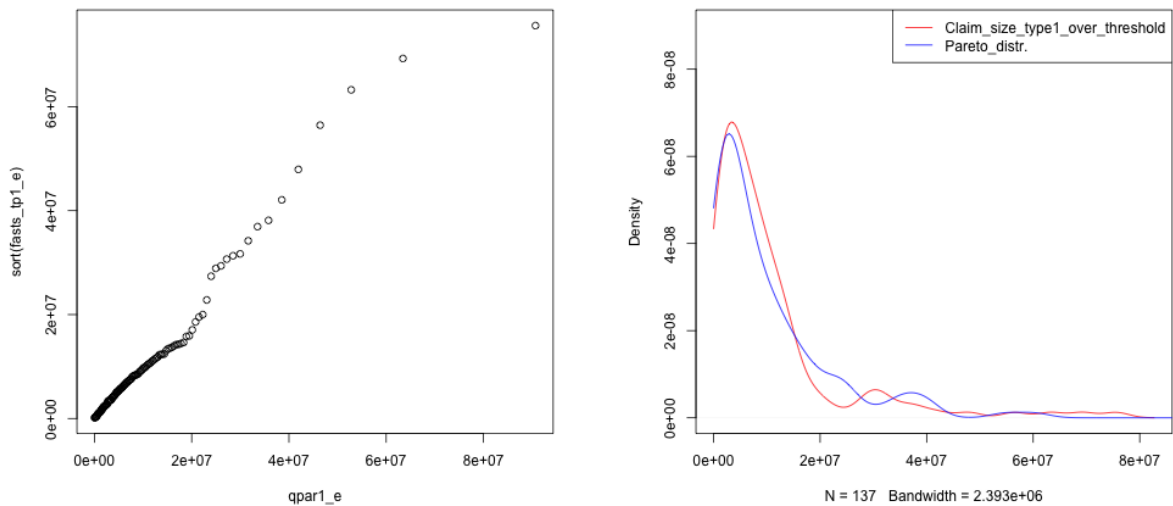 sort(fasts_tp1_e)
0e+00 2e+07 4e+07 6e+07
0e+00 2e+07 4e+07 6e+07 8e+07
qpar1_e
Claim_size_type1_over_threshold
Pareto_distr.
Density
0e+00 2e-08 4e-08 6e-08 8e-08
0e+00 2e+07 4e+07 6e+07 8e+07
N = 137 Bandwidth = 2.393e+06